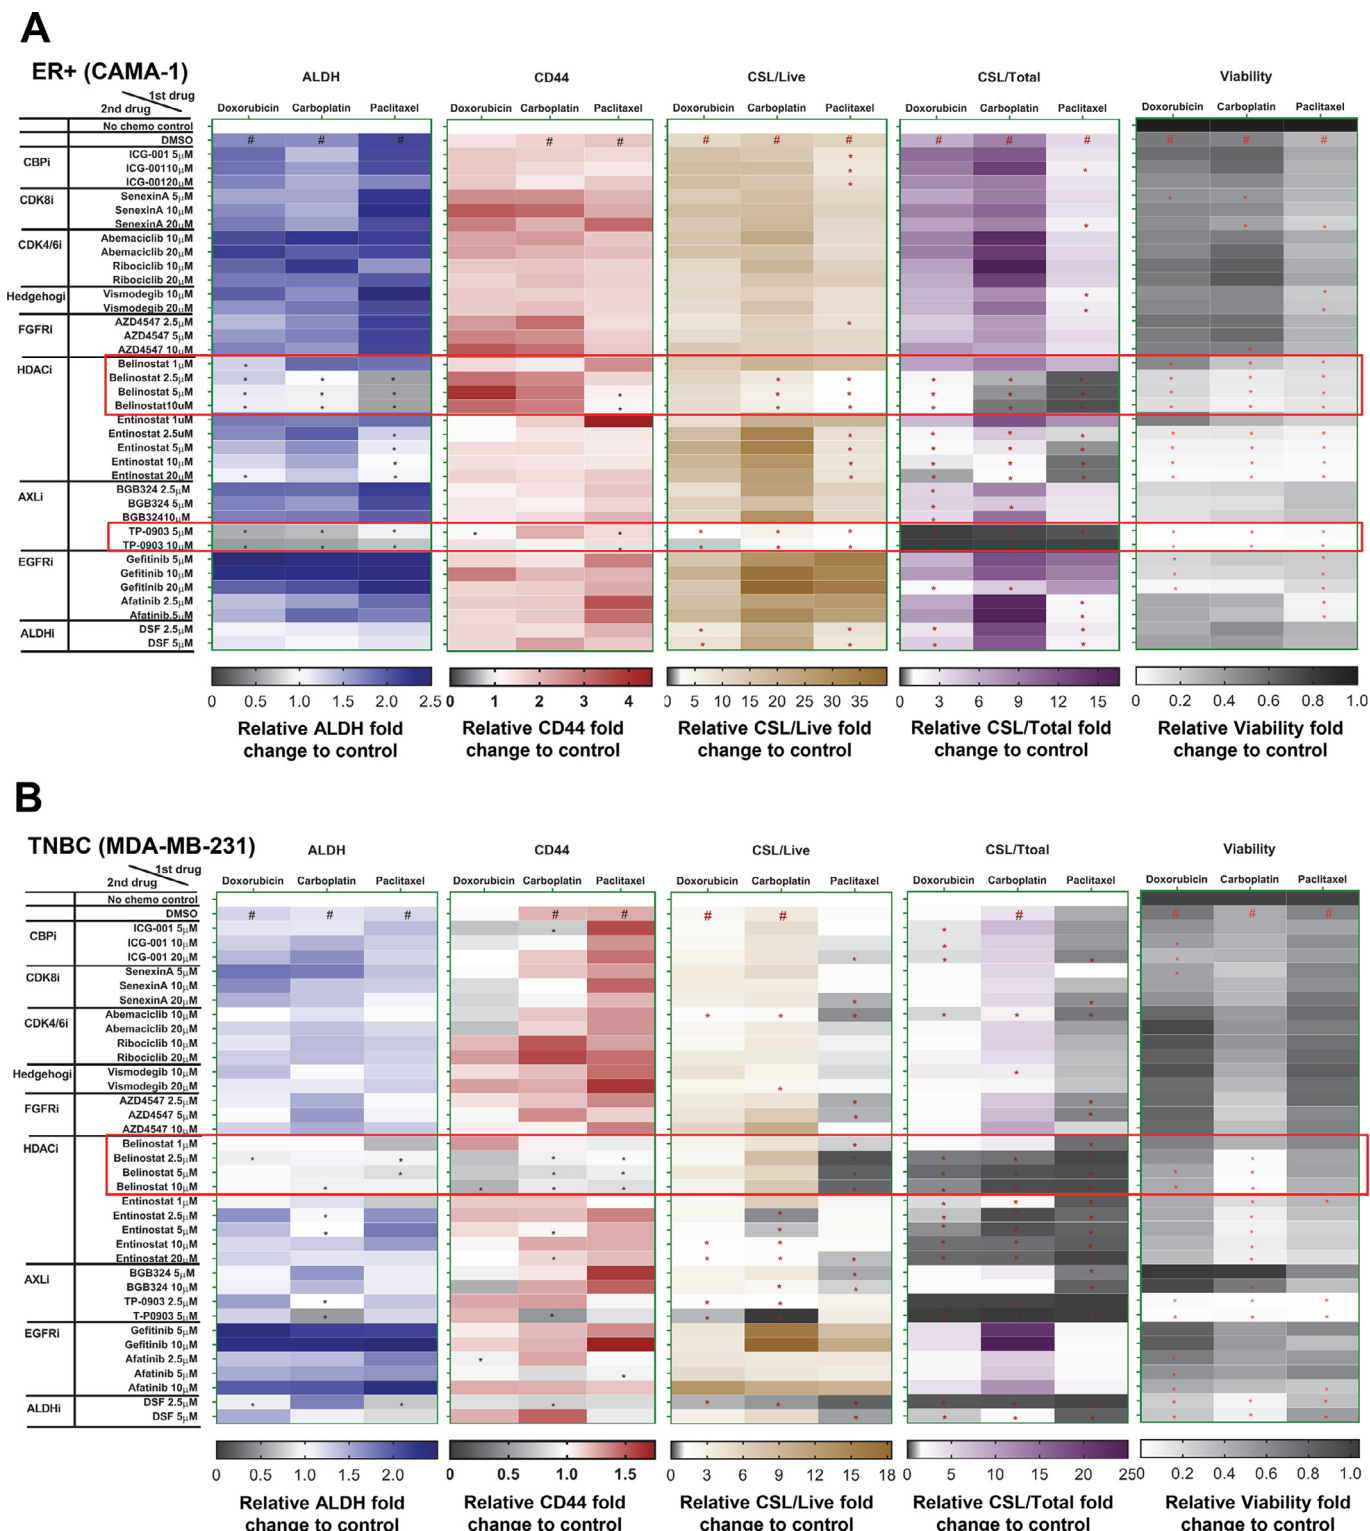 A
ER+ (CAMA-1)
ALDH CD44 CSL/Live CSL/Total Viability
1st drug
2nd drug
Doxorubicin Carboplatin Paclitaxel Doxorubicin Carboplatin Paclitaxel Doxorubicin Carboplatin Paclitaxel Doxorubicin Carboplatin Paclitaxel Doxorubicin Carboplatin Paclitaxel
No chemo control
DMSO # # # # # # # # # # # # # #
CBPi
ICG-001 5µM
ICG-00110µM
ICG-00120µM
CDK8i
SenexinA 5µM
SenexinA 10µM
SenexinA 20µM
CDK4/6i
Abemaciclib 10µM
Abemaciclib 20µM
Ribociclib 10µM
Ribociclib 20µM
Hedgehogi
Vismodegib 10µM
Vismodegib 20µM
FGFRi
AZD4547 2.5µM
AZD4547 5µM
AZD4547 10µM
HDACi
Belinostat 1µM
Belinostat 2.5µM
Belinostat 5µM
Belinostat10uM
Entinostat 1uM
Entinostat 2.5uM
Entinostat 5µM
Entinostat 10µM
Entinostat 20µM
AXLi
BGB324 2.5µM
BGB324 5µM
BGB32410µM
TP-0903 5µM
TP-0903 10µM
EGFRi
Gefitinib 5µM
Gefitinib 10µM
Gefitinib 20µM
Afatinib 2.5µM
Afatinib.5µM
ALDHi
DSF 2.5µM
DSF 5µM
0 0.5 1.0 1.5 2.0 2.5 0 1 2 3 4 0 5 10 15 20 25 30 35 0 3 6 9 12 15 0 0.2 0.4 0.6 0.8 1.0
Relative ALDH fold change to control
Relative CD44 fold change to control
Relative CSL/Live fold change to control
Relative CSL/Total fold change to control
Relative Viability fold change to control
B
TNBC (MDA-MB-231)
ALDH CD44 CSL/Live CSL/Ttoal Viability
1st drug
2nd drug
Doxorubicin Carboplatin Paclitaxel Doxorubicin Carboplatin Paclitaxel Doxorubicin Carboplatin Paclitaxel Doxorubicin Carboplatin Paclitaxel Doxorubicin Carboplatin Paclitaxel
No chemo control
DMSO # # # # # # # # # # #
CBPi
ICG-001 5µM
ICG-001 10µM
ICG-001 20µM
CDK8i
SenexinA 5µM
SenexinA 10µM
SenexinA 20µM
CDK4/6i
Abemaciclib 10µM
Abemaciclib 20µM
Ribociclib 10µM
Ribociclib 20µM
Hedgehogi
Vismodegib 10µM
Vismodegib 20µM
FGFRi
AZD4547 2.5µM
AZD4547 5µM
AZD4547 10µM
HDACi
Belinostat 1µM
Belinostat 2.5µM
Belinostat 5µM
Belinostat 10µM
Entinostat 1µM
Entinostat 2.5µM
Entinostat 5µM
Entinostat 10µM
Entinostat 20µM
AXLi
BGB324 5µM
BGB324 10µM
TP-0903 2.5µM
T-P0903 5µM
EGFRi
Gefitinib 5µM
Gefitinib 10µM
Afatinib 2.5µM
Afatinib 5µM
Afatinib 10µM
ALDHi
DSF 2.5µM
DSF 5µM
0 0.5 1.0 1.5 2.0 0 0.5 1.0 1.5 0 3 6 9 12 15 18 0 5 10 15 20 25 0 0.2 0.4 0.6 0.8 1.0
Relative ALDH fold change to control
Relative CD44 fold change to control
Relative CSL/Live fold change to control
Relative CSL/Total fold change to control
Relative Viability fold change to control